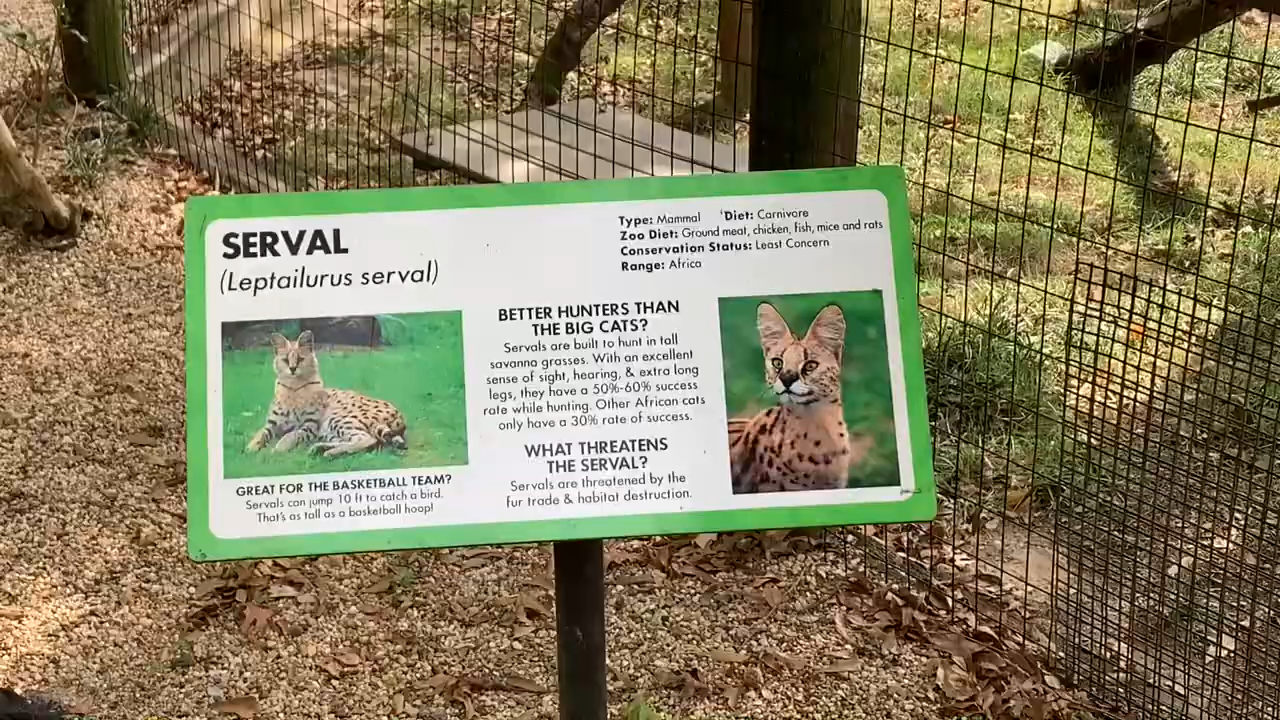 SERVAL
(Leptailurus serval)
Type: Mammal Diet: Carnivore
Zoo Diet: Ground meat, chicken, fish, mice and rats
Conservation Status: Least Concern
Range: Africa
GREAT FOR THE BASKETBALL TEAM?
Servals can jump 10 ft to catch a bird.
That's as tall as a basketball hoop!
BETTER HUNTERS THAN
THE BIG CATS?
Servals are built to hunt in tall
savanna grasses. With an excellent
sense of sight, hearing, & extra long
legs, they have a 50%-60% success
rate while hunting. Other African cats
only have a 30% rate of success.
WHAT THREATENS
THE SERVAL?
Servals are threatened by the
fur trade & habitat destruction.